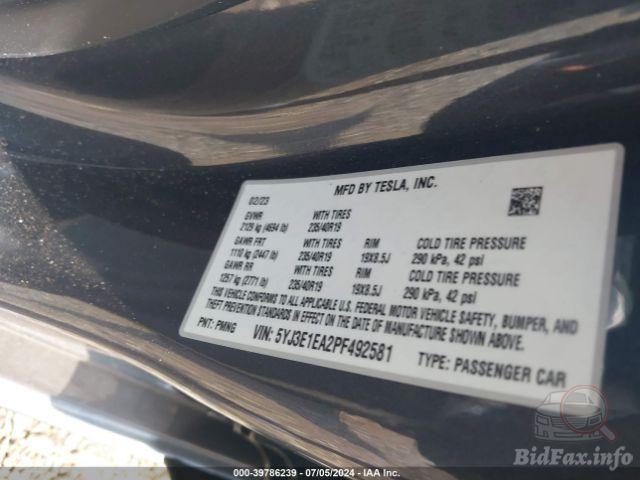 MFD BY TESLA, INC.
02/23
GVWR WITH TIRES
2129 kg (4694 lb) 235/40R19
GAWR FRT WITH TIRES RIM COLD TIRE PRESSURE
1110 kg (2447 lb) 235/40R19 19X8.5J 290 kPa, 42 psi
GAWR RR WITH TIRES RIM COLD TIRE PRESSURE
1257 kg (2771 lb) 235/40R19 19X8.5J 290 kPa, 42 psi
THIS VEHICLE CONFORMS TO ALL APPLICABLE U.S. FEDERAL MOTOR VEHICLE SAFETY, BUMPER, AND
THEFT PREVENTION STANDARDS IN EFFECT ON THE DATE OF MANUFACTURE SHOWN ABOVE.
PNT: PMNG VIN: 5YJ3E1EA2PF492581 TYPE: PASSENGER CAR
BidFax.info
000-39786239 - 07/05/2024 - IAA Inc.